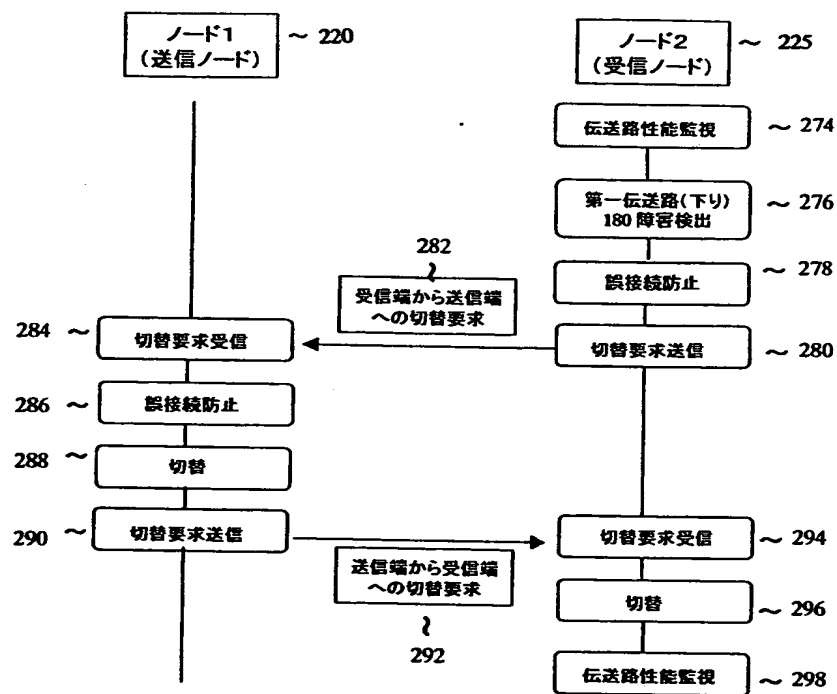 ノード1
(送信ノード)
~ 220
ノード2
(受信ノード)
~ 225
伝送路性能監視
~ 274
第一伝送路(下り)
180 障害検出
~ 276
誤接続防止
~ 278
282
~
受信端から送信端
への切替要求
284 ~
切替要求受信
切替要求送信
~ 280
286 ~
誤接続防止
288 ~
切替
290 ~
切替要求送信
送信端から受信端
への切替要求
~
292
切替要求受信
~ 294
切替
~ 296
伝送路性能監視
~ 298